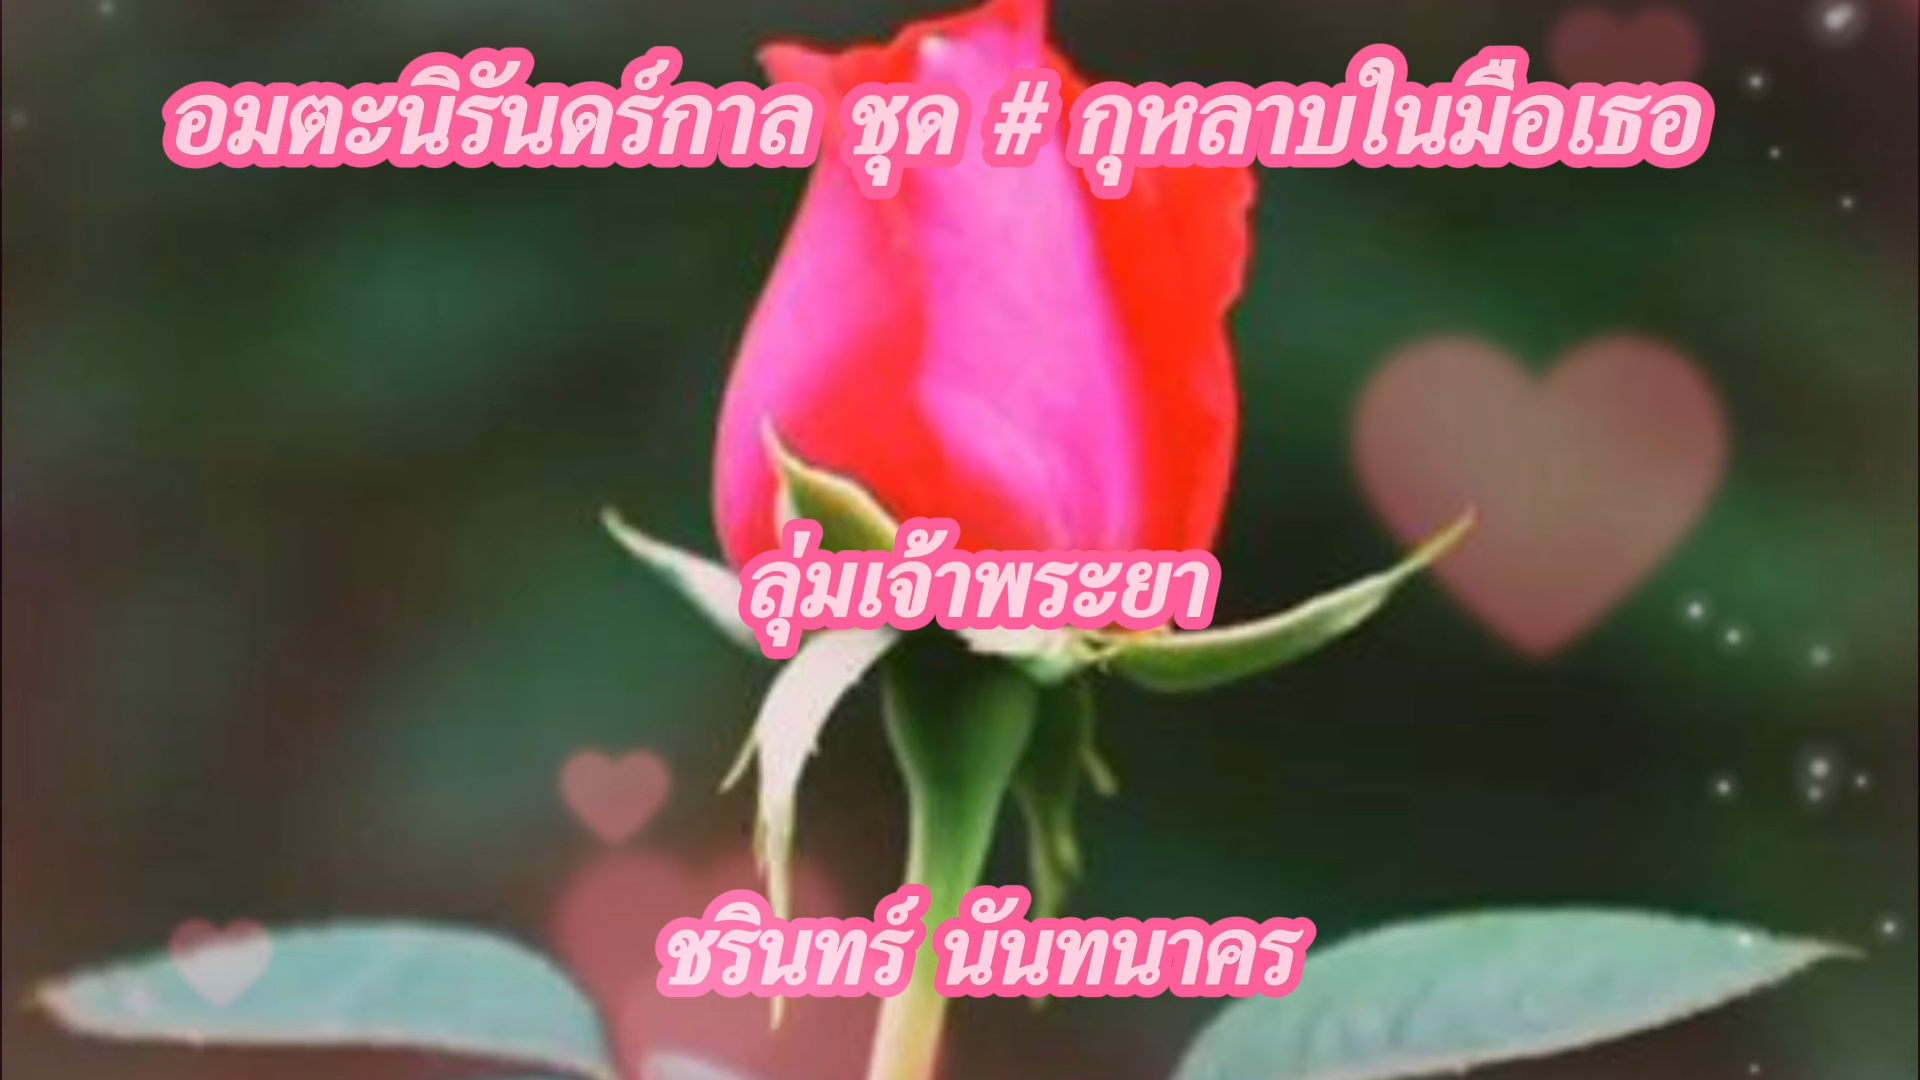 อมตะนิรันดร์กาล ชุด # กุหลาบในมือเธอ
ลุ่มเจ้าพระยา
ชรินทร์ นันทนาคร